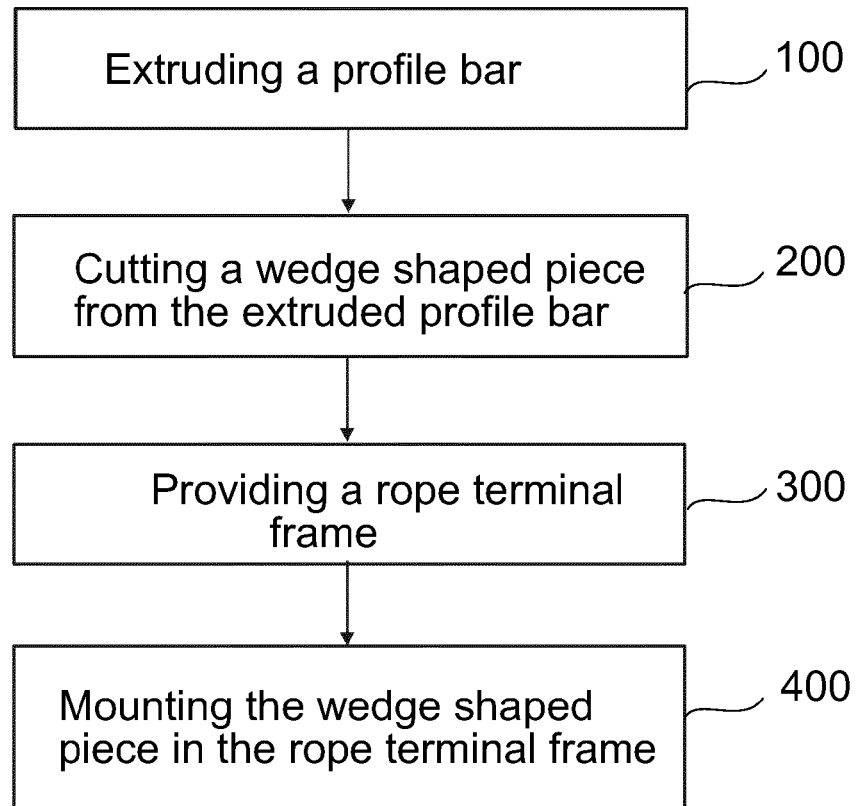 Extruding a profile bar
100
Cutting a wedge shaped piece
from the extruded profile bar
200
Providing a rope terminal
frame
300
Mounting the wedge shaped
piece in the rope terminal frame
400